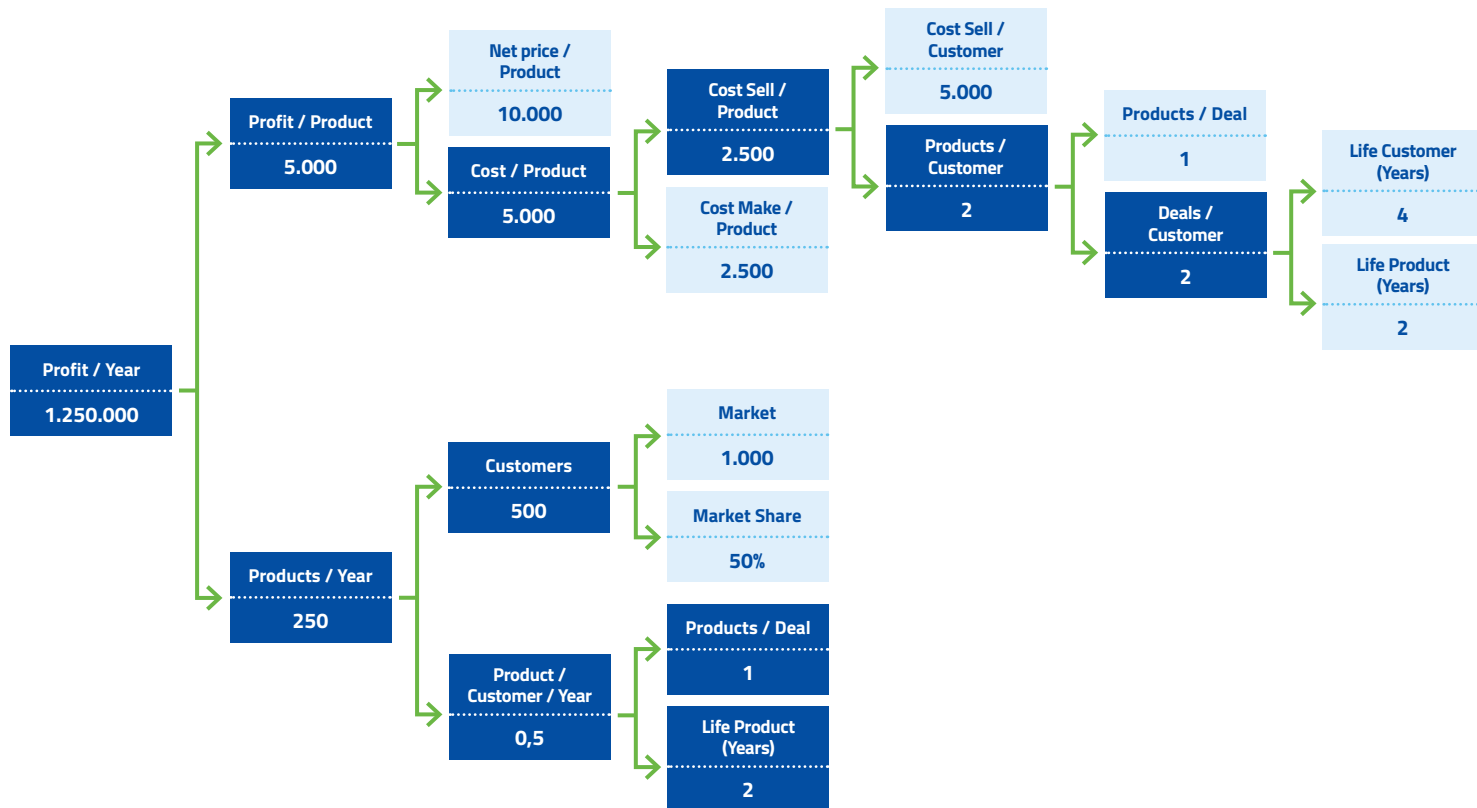 Profit / Year
1.250.000
Profit / Product
5.000
Products / Year
250
Net price /
Product
10.000
Cost / Product
5.000
Customers
500
Product /
Customer / Year
0,5
Cost Sell /
Product
2.500
Cost Make /
Product
2.500
Market
1.000
Market Share
50%
Products / Deal
1
Life Product
(Years)
2
Cost Sell /
Customer
5.000
Products /
Customer
2
Products / Deal
1
Deals /
Customer
2
Life Customer
(Years)
4
Life Product
(Years)
2